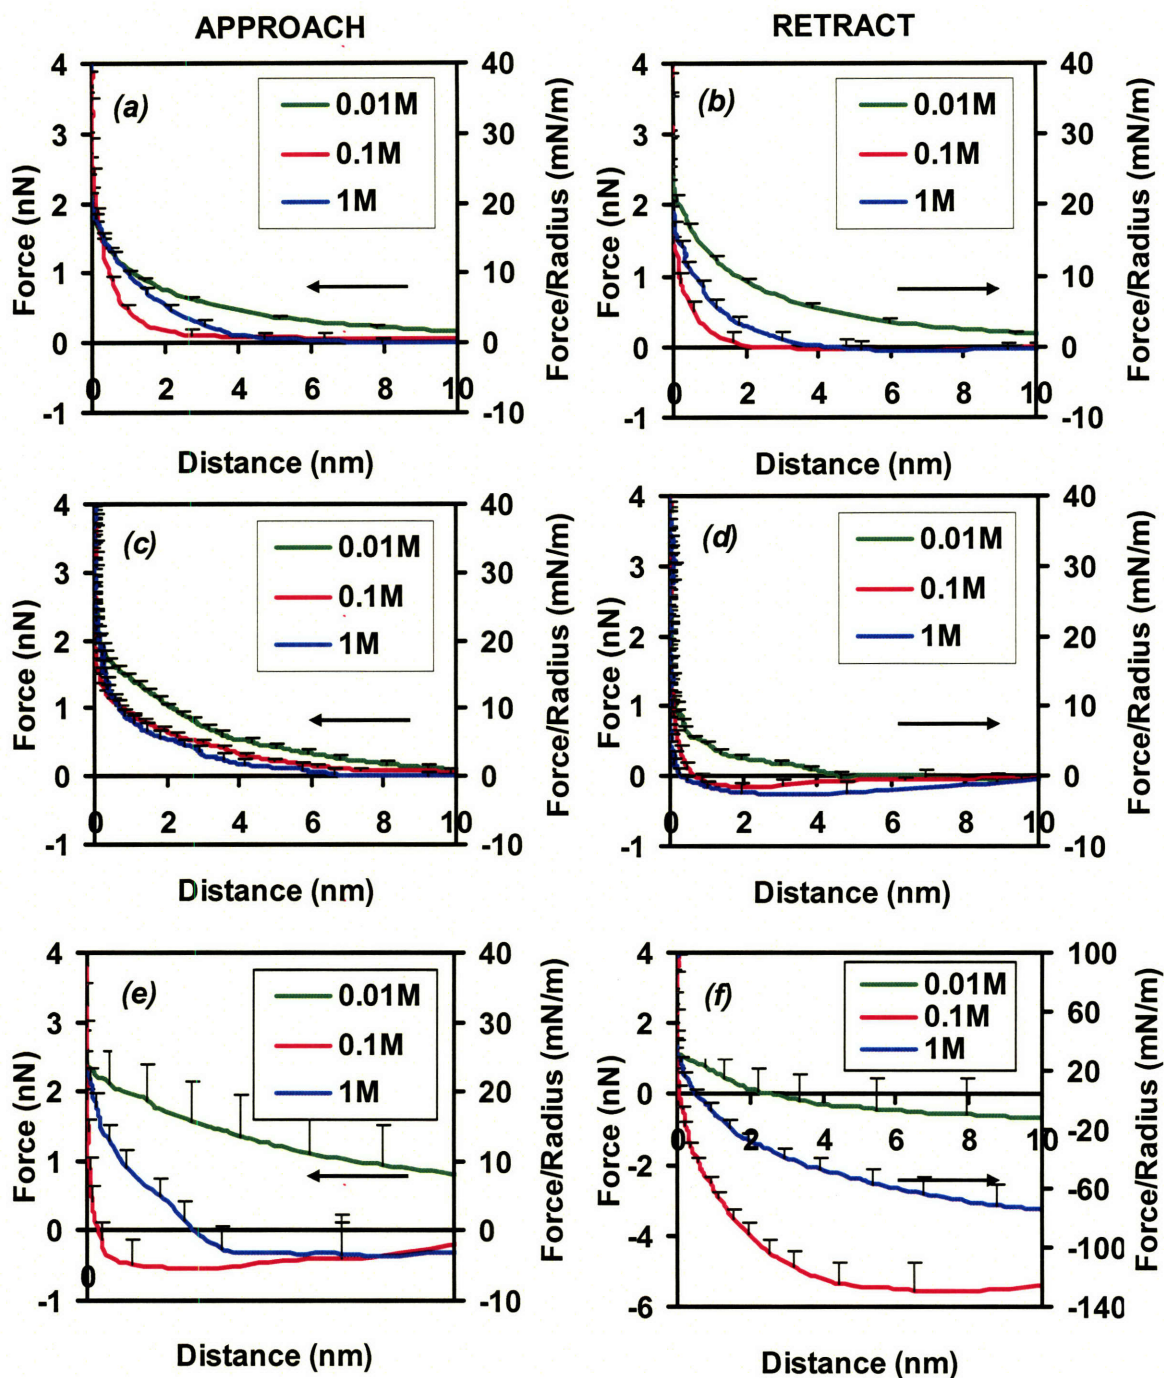 APPROACH
RETRACT
(a)
0.01M
0.1M
1M
4
3
2
1
0
-1
Force (nN)
40
30
20
10
0
-10
Force/Radius (mN/m)
0 2 4 6 8 10
Distance (nm)
(b)
0.01M
0.1M
1M
4
3
2
1
0
-1
Force (nN)
40
30
20
10
0
-10
Force/Radius (mN/m)
0 2 4 6 8 10
Distance (nm)
(c)
0.01M
0.1M
1M
4
3
2
1
0
-1
Force (nN)
40
30
20
10
0
-10
Force/Radius (mN/m)
0 2 4 6 8 10
Distance (nm)
(d)
0.01M
0.1M
1M
4
3
2
1
0
-1
Force (nN)
40
30
20
10
0
-10
Force/Radius (mN/m)
0 2 4 6 8 10
Distance (nm)
(e)
0.01M
0.1M
1M
4
3
2
1
0
-1
Force (nN)
40
30
20
10
0
-10
Force/Radius (mN/m)
0
Distance (nm)
(f)
0.01M
0.1M
1M
4
2
0
-2
-4
-6
Force (nN)
100
60
20
-20
-60
-100
-140
Force/Radius (mN/m)
0 2 4 6 8 10
Distance (nm)